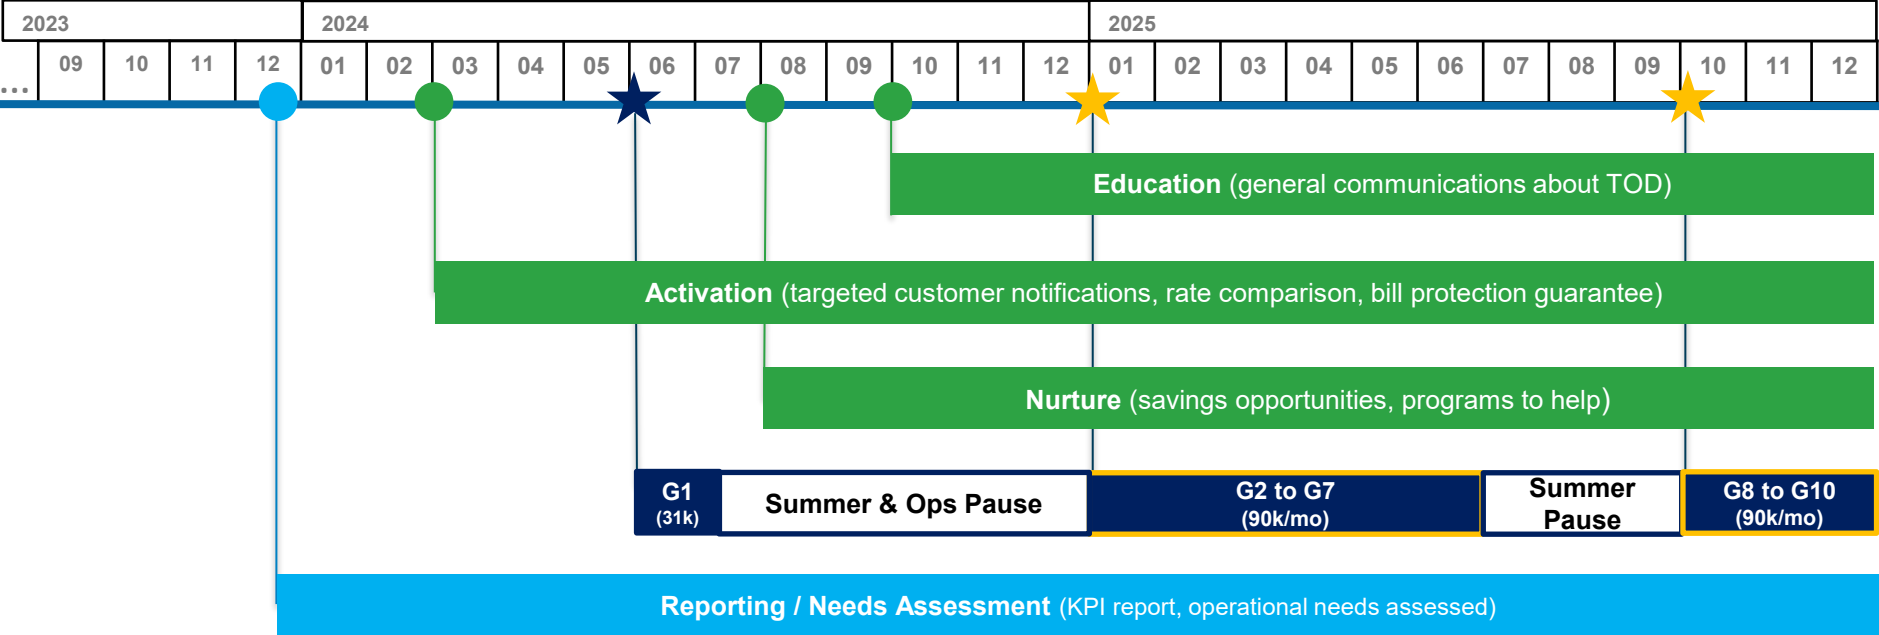 2023 2024 2025
... 09 10 11 12 01 02 03 04 05 06 07 08 09 10 11 12 01 02 03 04 05 06 07 08 09 10 11 12
Education (general communications about TOD)
Activation (targeted customer notifications, rate comparison, bill protection guarantee)
Nurture (savings opportunities, programs to help)
G1
(31k)
Summer & Ops Pause
G2 to G7
(90k/mo)
Summer
Pause
G8 to G10
(90k/mo)
Reporting / Needs Assessment (KPI report, operational needs assessed)